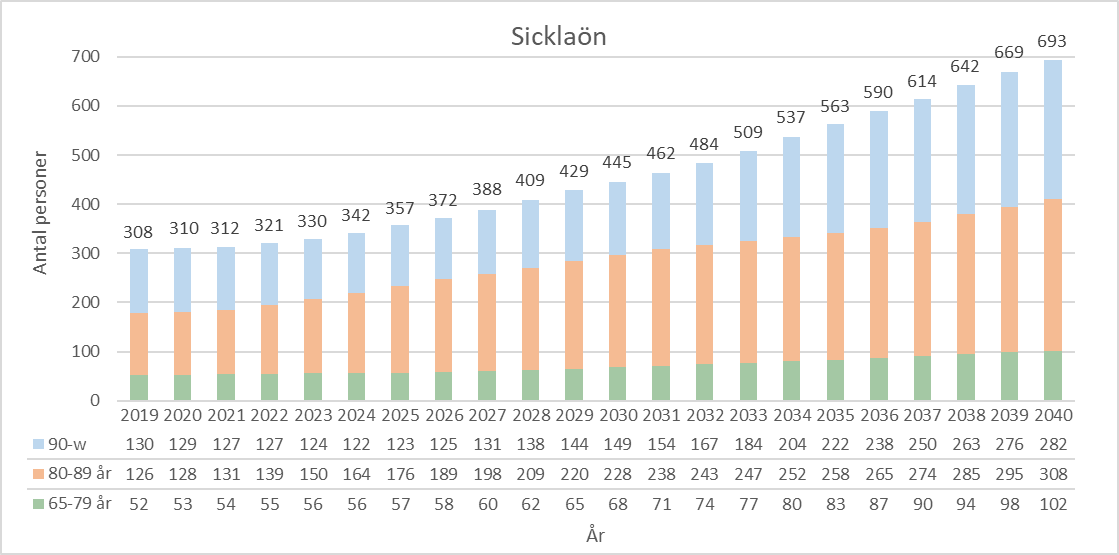 Sicklaön
700
600
500
400
300
200
100
0
Antal personer
308 310 312 321 330 342 357 372 388 409 429 445 462 484 509 537 563 590 614 642 669 693
2019 2020 2021 2022 2023 2024 2025 2026 2027 2028 2029 2030 2031 2032 2033 2034 2035 2036 2037 2038 2039 2040
90-w 130 129 127 127 124 122 123 125 131 138 144 149 154 167 184 204 222 238 250 263 276 282
80-89 år 126 128 131 139 150 164 176 189 198 209 220 228 238 243 247 252 258 265 274 285 295 308
65-79 år 52 53 54 55 56 56 57 58 60 62 65 68 71 74 77 80 83 87 90 94 98 102
År